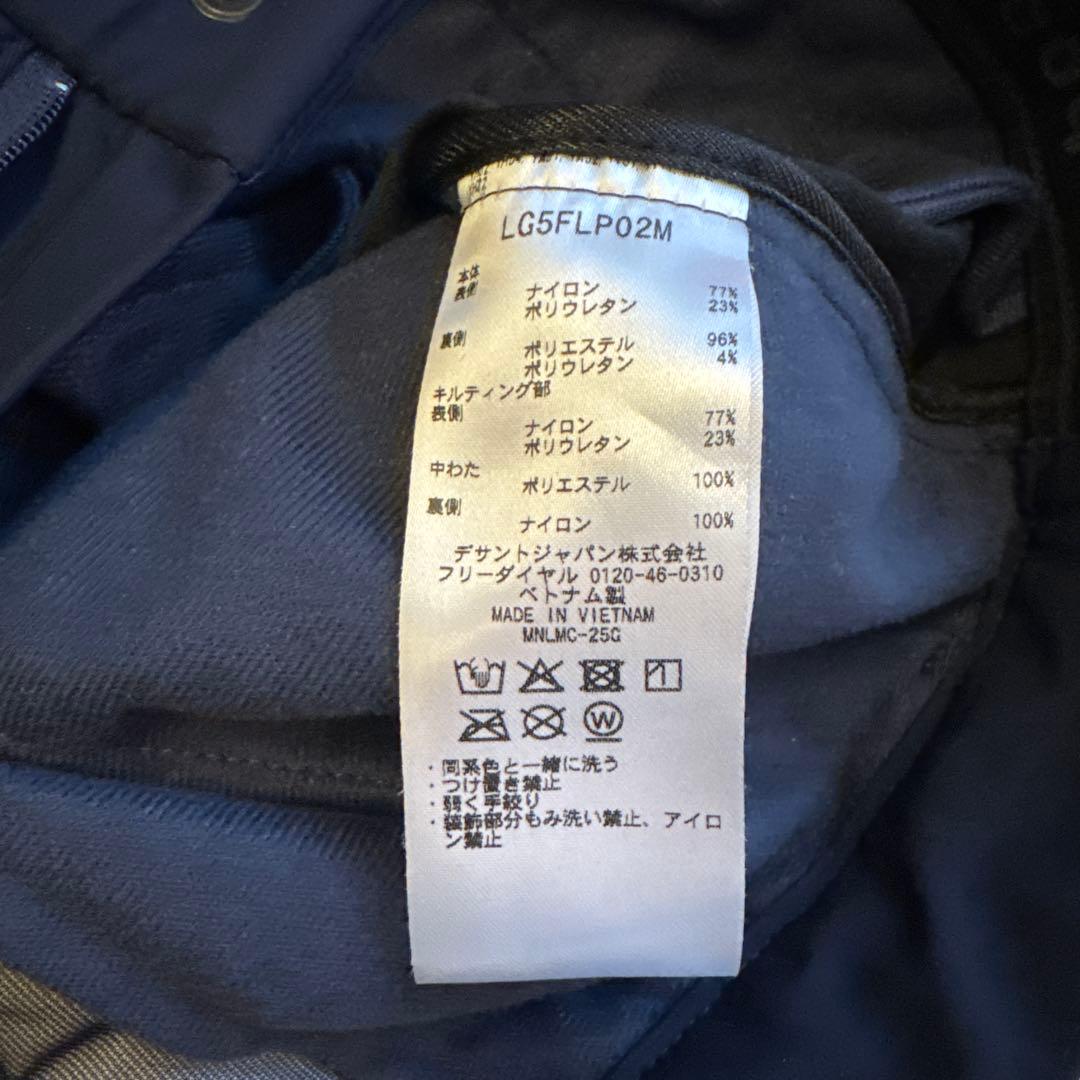 LG5FLP02M
本体
表側 ナイロン 77%
ポリウレタン 23%
裏側 ポリエステル 96%
ポリウレタン 4%
キルティング部
表側 ナイロン 77%
ポリウレタン 23%
中わた ポリエステル 100%
裏側 ナイロン 100%
デサントジャパン株式会社
フリーダイヤル 0120-46-0310
ベトナム製
MADE IN VIETNAM
MNLMC-25G
W
・同系色と一緒に洗う
・つけ置き禁止
・弱く手絞り
・装飾部分もみ洗い禁止、アイロ
ン禁止